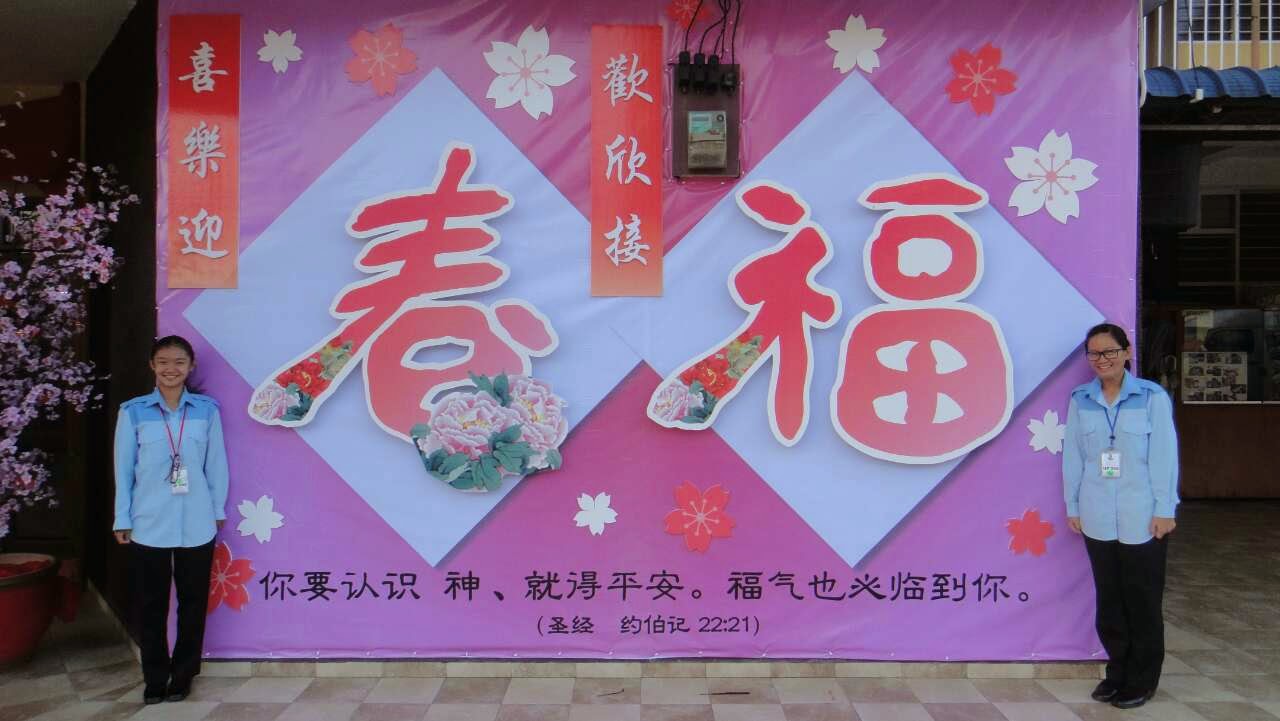 喜樂迎
春
歡欣接
福
你要认识 神、就得平安。福气也必临到你。
(圣经 约伯记 22:21)